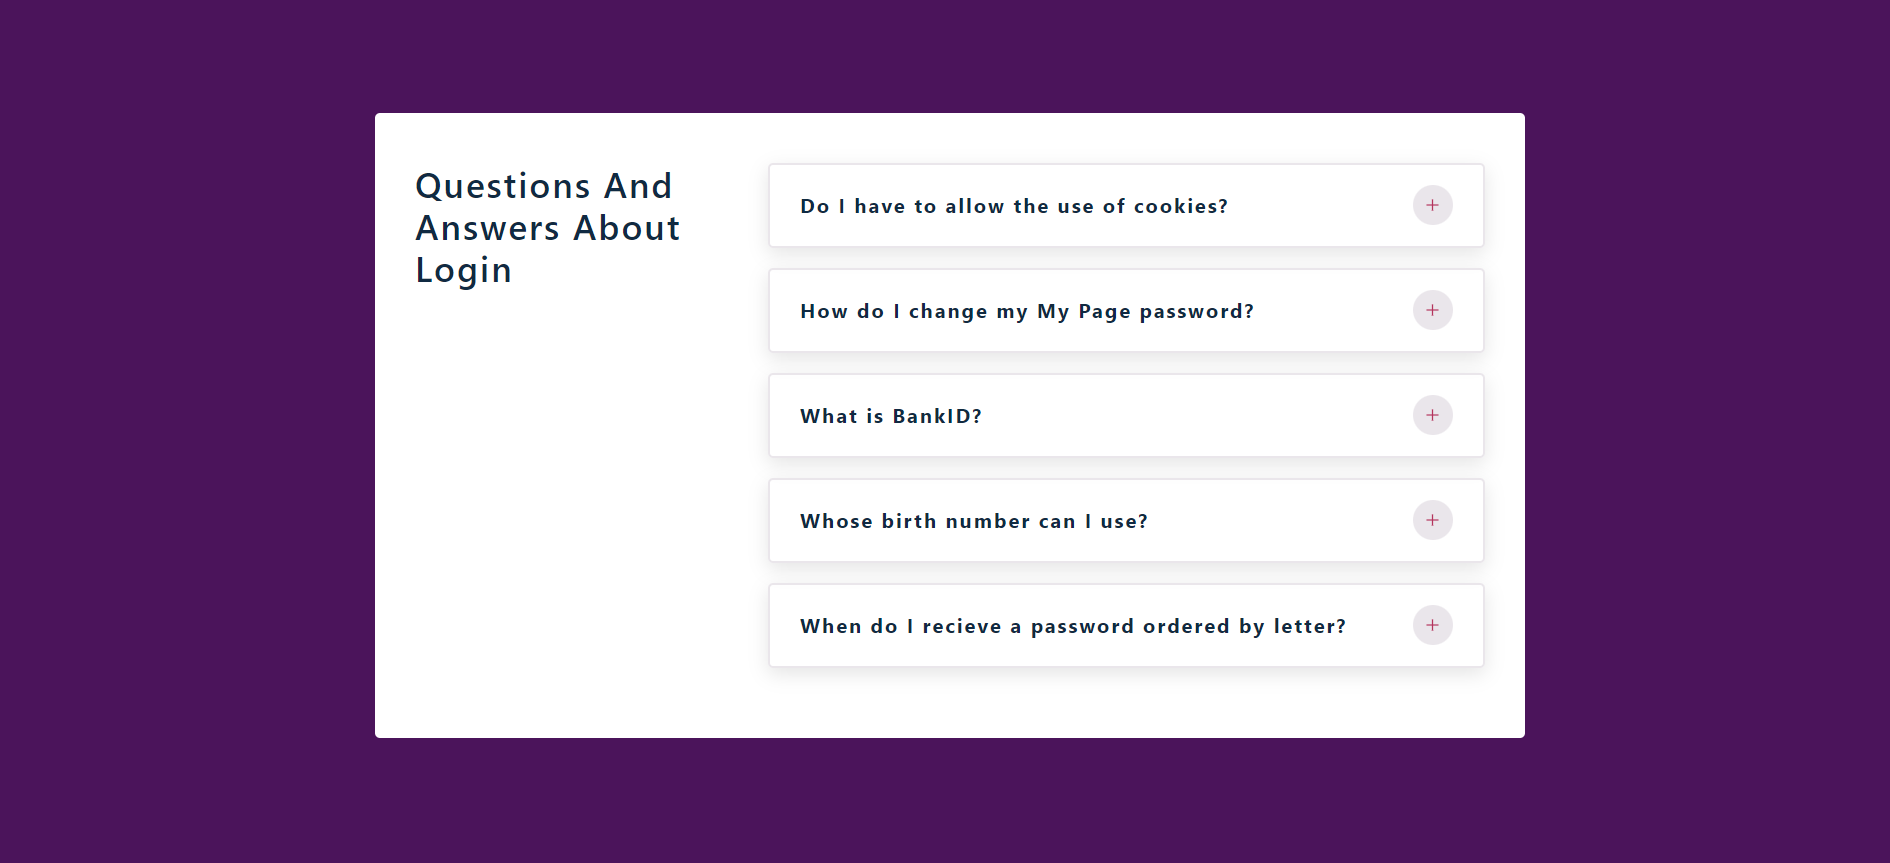 Questions And
Answers About
Login
Do I have to allow the use of cookies?
How do I change my My Page password?
What is BankID?
Whose birth number can I use?
When do I recieve a password ordered by letter?